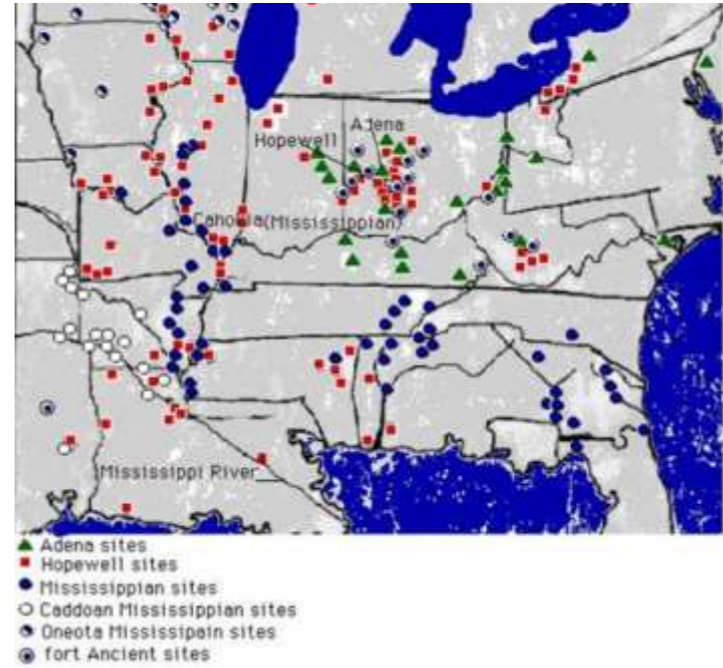 Adena
Hopewell
Cahokia (Mississippian)
Mississippi River
Adena sites
Hopewell sites
Mississippian sites
Caddoan Mississippian sites
Oneota Mississipain sites
fort Ancient sites